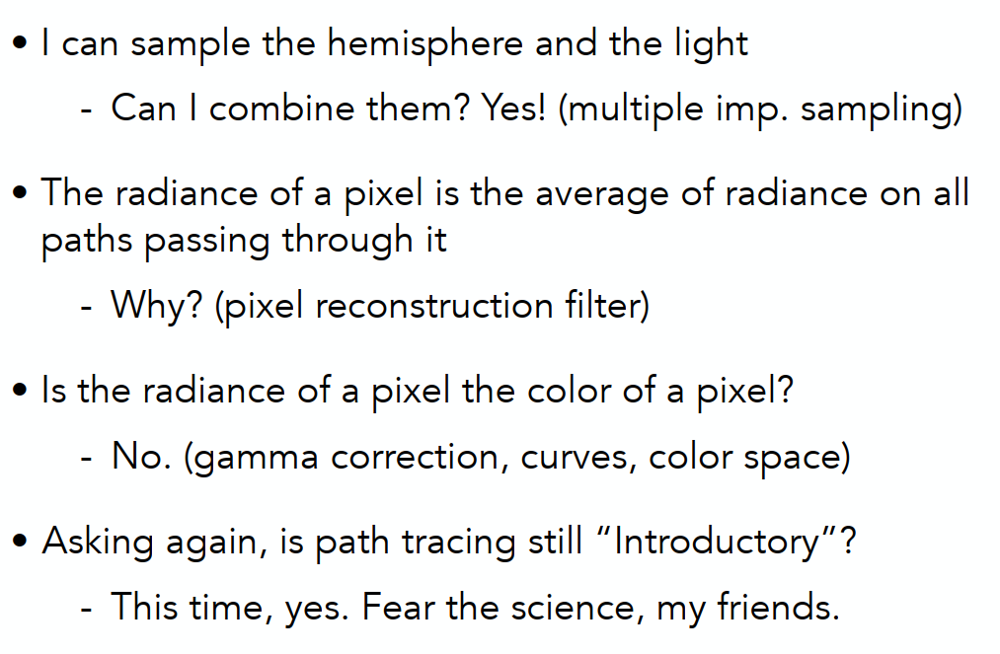 • I can sample the hemisphere and the light
- Can I combine them? Yes! (multiple imp. sampling)
• The radiance of a pixel is the average of radiance on all
paths passing through it
- Why? (pixel reconstruction filter)
• Is the radiance of a pixel the color of a pixel?
- No. (gamma correction, curves, color space)
• Asking again, is path tracing still “Introductory”?
- This time, yes. Fear the science, my friends.